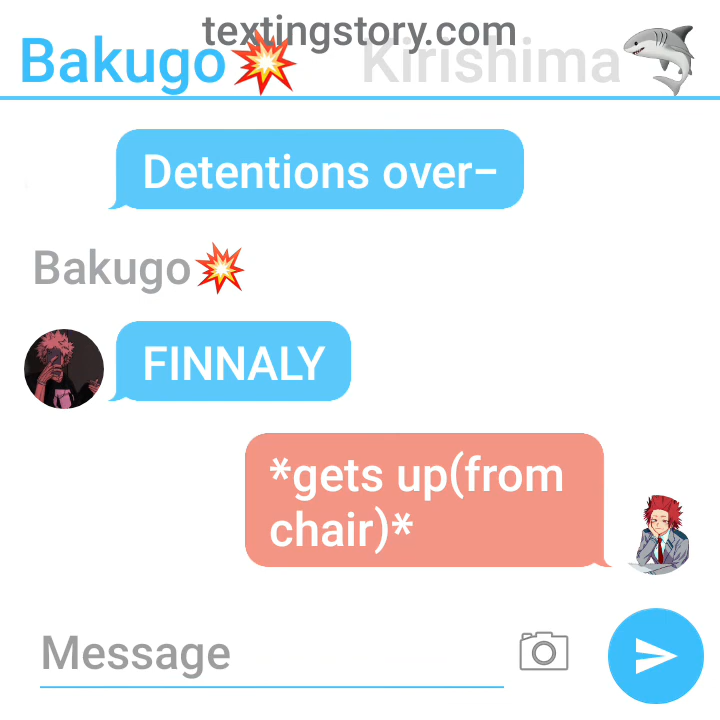 textingstory.com
Bakugo💥 Kirishima🦈
Detentions over–
Bakugo💥
FINNALY
*gets up(from
chair)*
Message